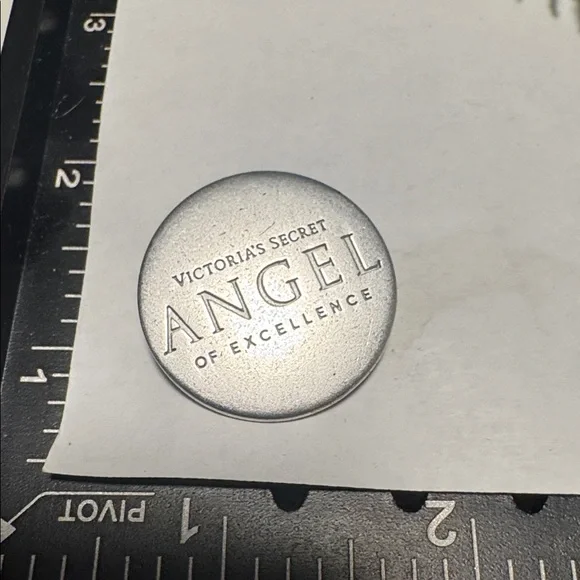 VICTORIA'S SECRET
ANGEL
OF EXCELLENCE
3
2
1
PIVOT
1
2